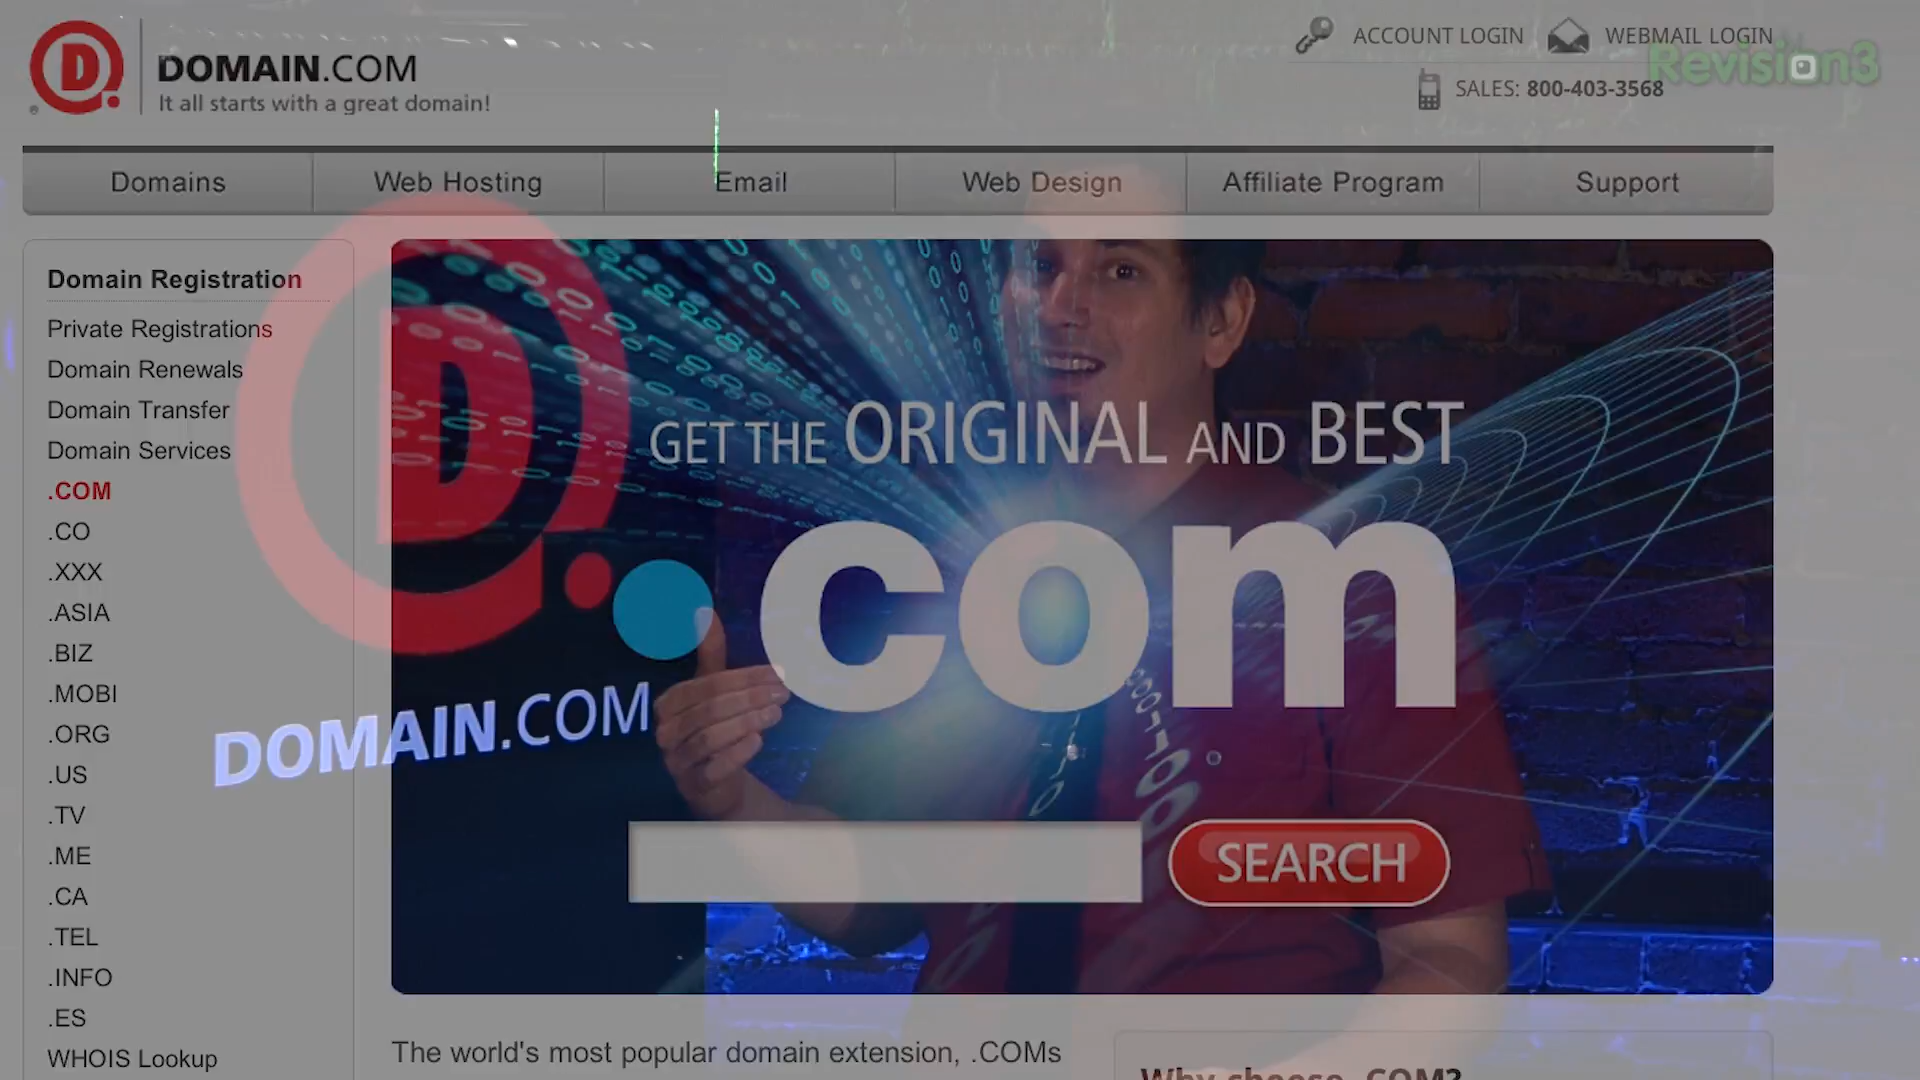 DOMAIN.COM
It all starts with a great domain!
ACCOUNT LOGIN
WEBMAIL LOGIN
Revision3
SALES: 800-403-3568
Domains
Web Hosting
Email
Web Design
Affiliate Program
Support
Domain Registration
Private Registrations
Domain Renewals
Domain Transfer
Domain Services
.COM
.CO
.XXX
.ASIA
.BIZ
.MOBI
.ORG
.US
.TV
.ME
.CA
.TEL
.INFO
.ES
WHOIS Lookup
GET THE ORIGINAL AND BEST
.com
DOMAIN.COM
SEARCH
The world's most popular domain extension, .COMs
Why choose .COM?